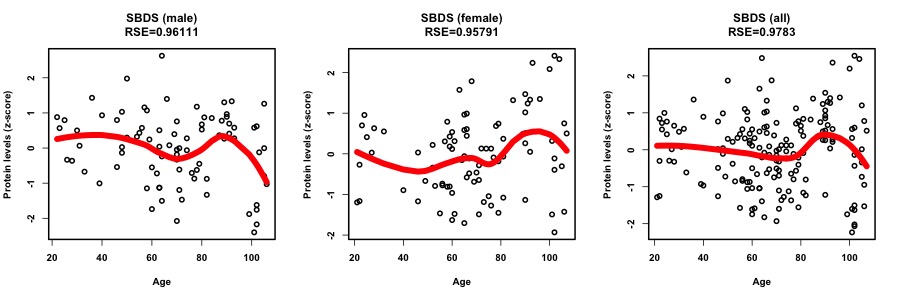 SBDS (male)
RSE=0.96111
Protein levels (z-score)
2
1
0
-1
-2
20 40 60 80 100
Age
SBDS (female)
RSE=0.95791
Protein levels (z-score)
2
1
0
-1
-2
20 40 60 80 100
Age
SBDS (all)
RSE=0.9783
Protein levels (z-score)
2
1
0
-1
-2
20 40 60 80 100
Age